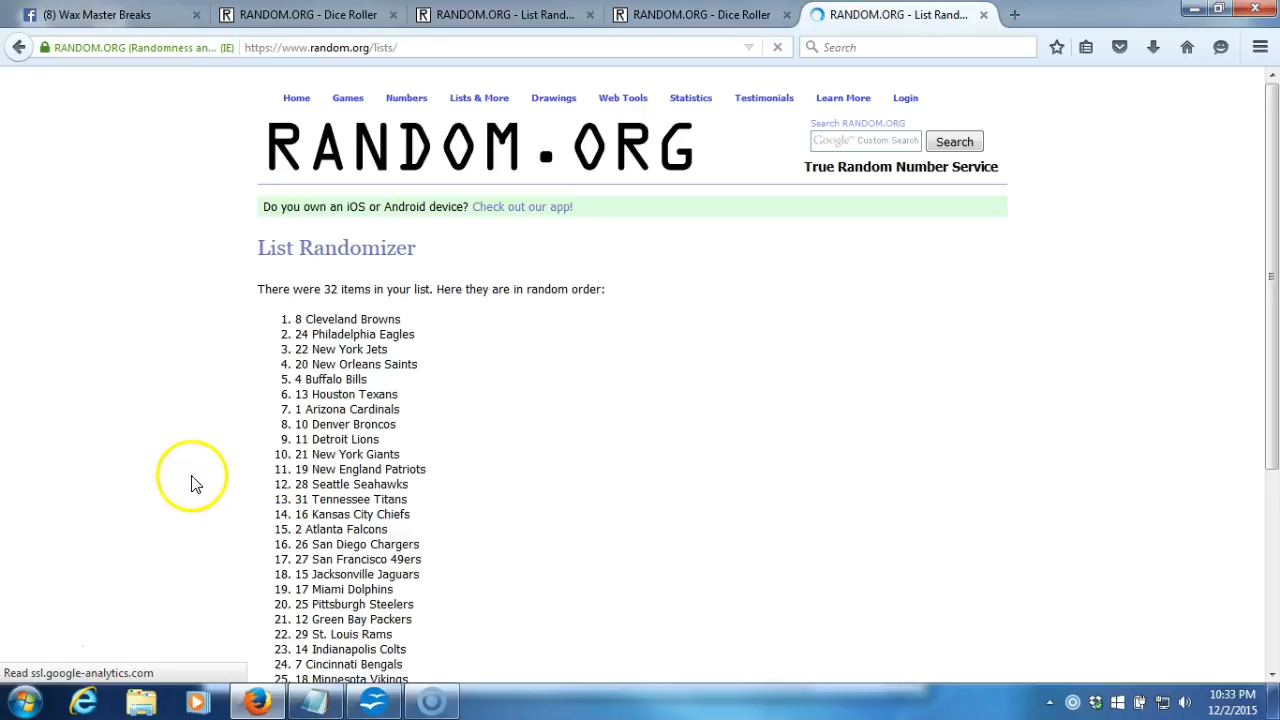 (8) Wax Master Breaks
RANDOM.ORG - Dice Roller
RANDOM.ORG - List Rand...
RANDOM.ORG - Dice Roller
RANDOM.ORG - List Rand...
RANDOM.ORG (Randomness an... (IE)
https://www.random.org/lists/
Search
Home Games Numbers Lists & More Drawings Web Tools Statistics Testimonials Learn More Login
RANDOM.ORG
Search RANDOM.ORG
Google™ Custom Search
Search
True Random Number Service
Do you own an iOS or Android device? Check out our app!
List Randomizer
There were 32 items in your list. Here they are in random order:
1. 8 Cleveland Browns
2. 24 Philadelphia Eagles
3. 22 New York Jets
4. 20 New Orleans Saints
5. 4 Buffalo Bills
6. 13 Houston Texans
7. 1 Arizona Cardinals
8. 10 Denver Broncos
9. 11 Detroit Lions
10. 21 New York Giants
11. 19 New England Patriots
12. 28 Seattle Seahawks
13. 31 Tennessee Titans
14. 16 Kansas City Chiefs
15. 2 Atlanta Falcons
16. 26 San Diego Chargers
17. 27 San Francisco 49ers
18. 15 Jacksonville Jaguars
19. 17 Miami Dolphins
20. 25 Pittsburgh Steelers
21. 12 Green Bay Packers
22. 29 St. Louis Rams
23. 14 Indianapolis Colts
24. 7 Cincinnati Bengals
25. 18 Minnesota Vikings
Read ssl.google-analytics.com
10:33 PM
12/2/2015